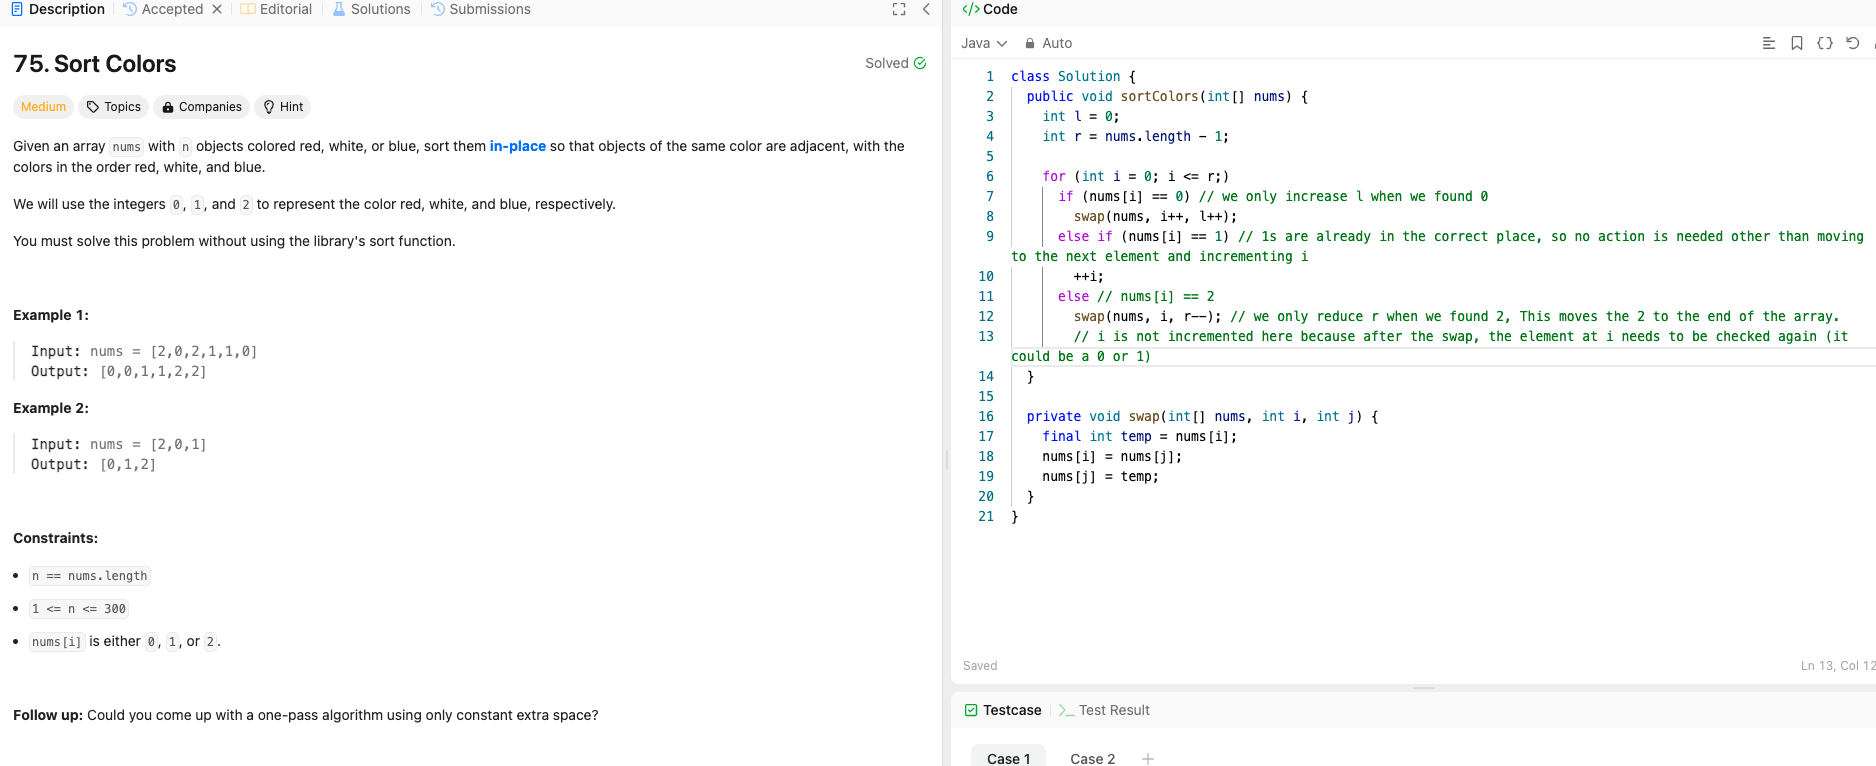 Description
Accepted
Editorial
Solutions
Submissions
75. Sort Colors
Solved
Medium
Topics
Companies
Hint
Given an array nums with n objects colored red, white, or blue, sort them in-place so that objects of the same color are adjacent, with the
colors in the order red, white, and blue.
We will use the integers 0, 1, and 2 to represent the color red, white, and blue, respectively.
You must solve this problem without using the library's sort function.
Example 1:
Input: nums = [2,0,2,1,1,0]
Output: [0,0,1,1,2,2]
Example 2:
Input: nums = [2,0,1]
Output: [0,1,2]
Constraints:
• n == nums.length
• 1 <= n <= 300
• nums[i] is either 0, 1, or 2.
Follow up: Could you come up with a one-pass algorithm using only constant extra space?
</> Code
Java
Auto
1 class Solution {
2 public void sortColors(int[] nums) {
3 int l = 0;
4 int r = nums.length - 1;
5
6 for (int i = 0; i <= r;)
7 if (nums[i] == 0) // we only increase l when we found 0
8 swap(nums, i++, l++);
9 else if (nums[i] == 1) // 1s are already in the correct place, so no action is needed other than moving
to the next element and incrementing i
10 ++i;
11 else // nums[i] == 2
12 swap(nums, i, r--); // we only reduce r when we found 2, This moves the 2 to the end of the array.
13 // i is not incremented here because after the swap, the element at i needs to be checked again (it
could be a 0 or 1)
14 }
15
16 private void swap(int[] nums, int i, int j) {
17 final int temp = nums[i];
18 nums[i] = nums[j];
19 nums[j] = temp;
20 }
21 }
Saved
Ln 13, Col 12
Testcase
Test Result
Case 1
Case 2